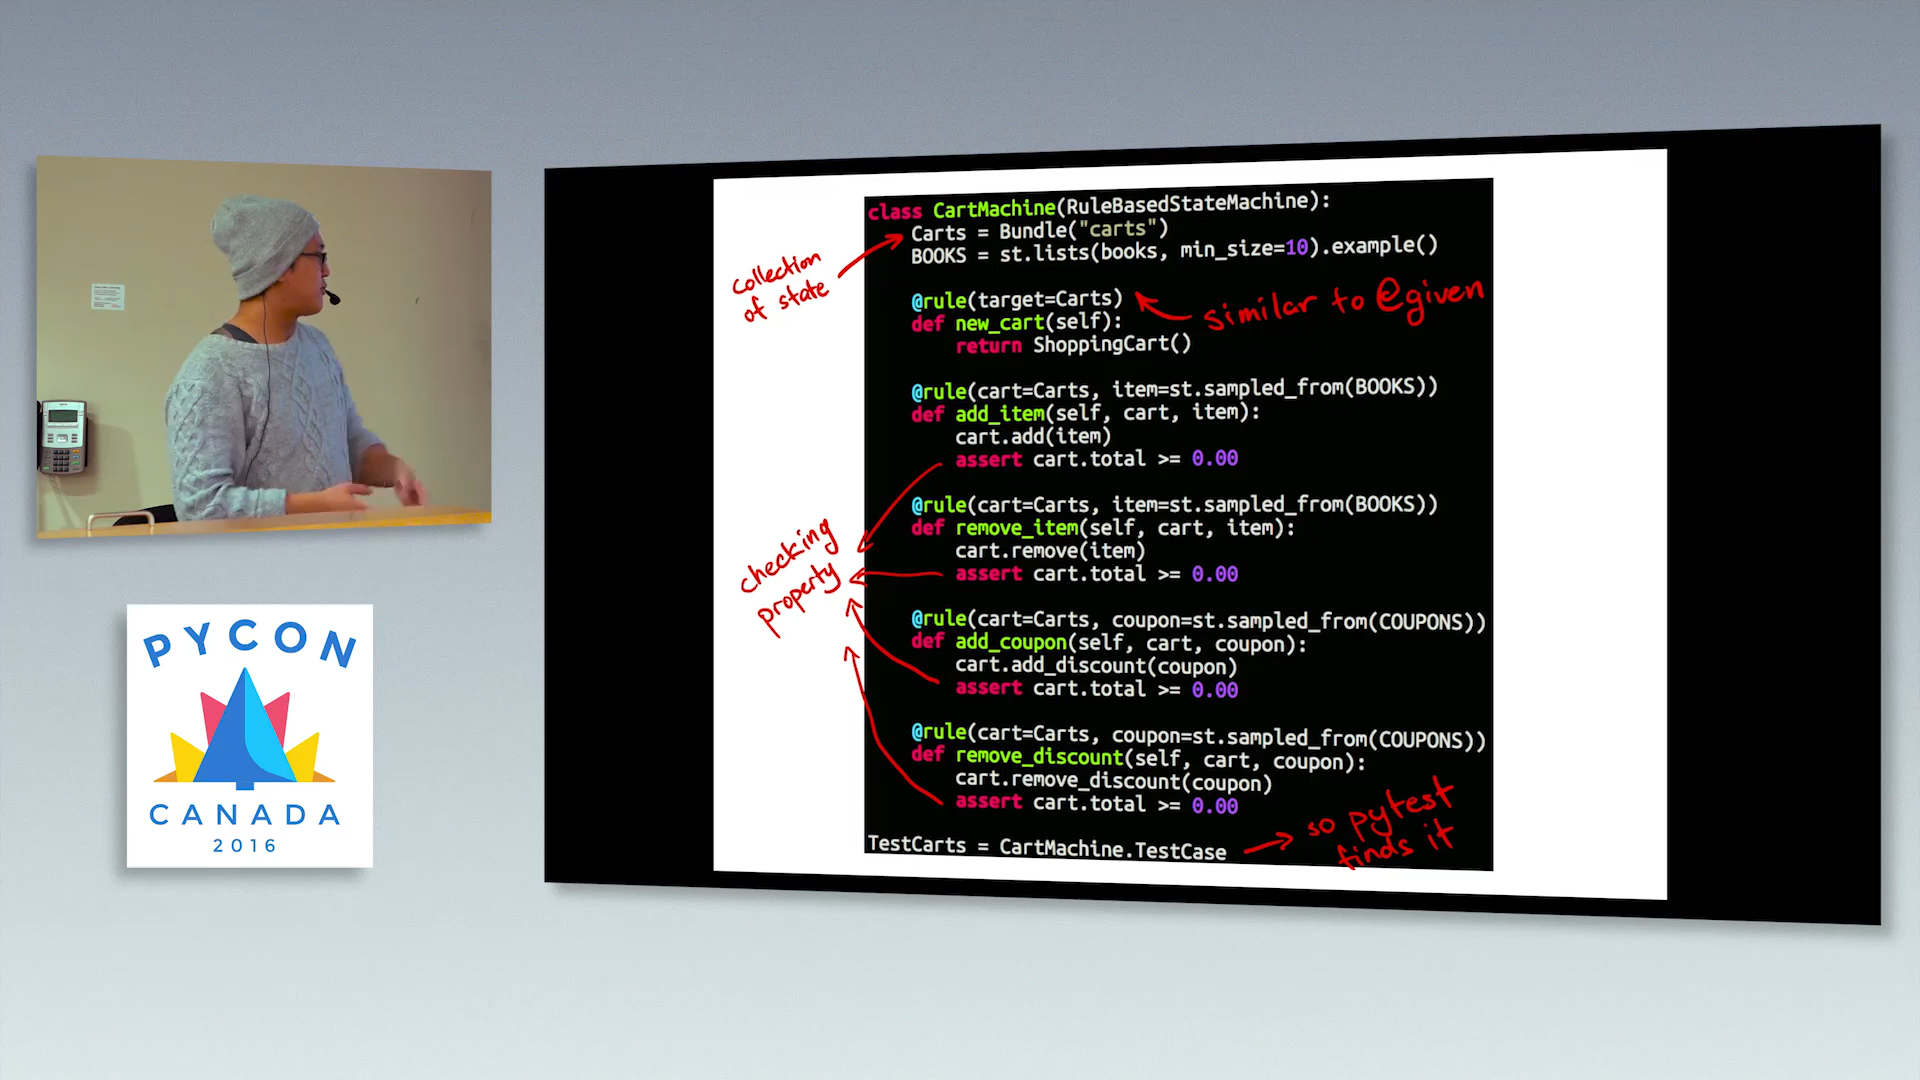 class CartMachine(RuleBasedStateMachine):
Carts = Bundle("carts")
BOOKS = st.lists(books, min_size=10).example()
collection
of state
@rule(target=Carts)
similar to @given
def new_cart(self):
return ShoppingCart()
@rule(cart=Carts, item=st.sampled_from(BOOKS))
def add_item(self, cart, item):
cart.add(item)
assert cart.total >= 0.00
@rule(cart=Carts, item=st.sampled_from(BOOKS))
def remove_item(self, cart, item):
cart.remove(item)
assert cart.total >= 0.00
checking
property
@rule(cart=Carts, coupon=st.sampled_from(COUPONS))
def add_coupon(self, cart, coupon):
cart.add_discount(coupon)
assert cart.total >= 0.00
@rule(cart=Carts, coupon=st.sampled_from(COUPONS))
def remove_discount(self, cart, coupon):
cart.remove_discount(coupon)
assert cart.total >= 0.00
TestCarts = CartMachine.TestCase
so pytest
finds it
PYCON
CANADA
2016